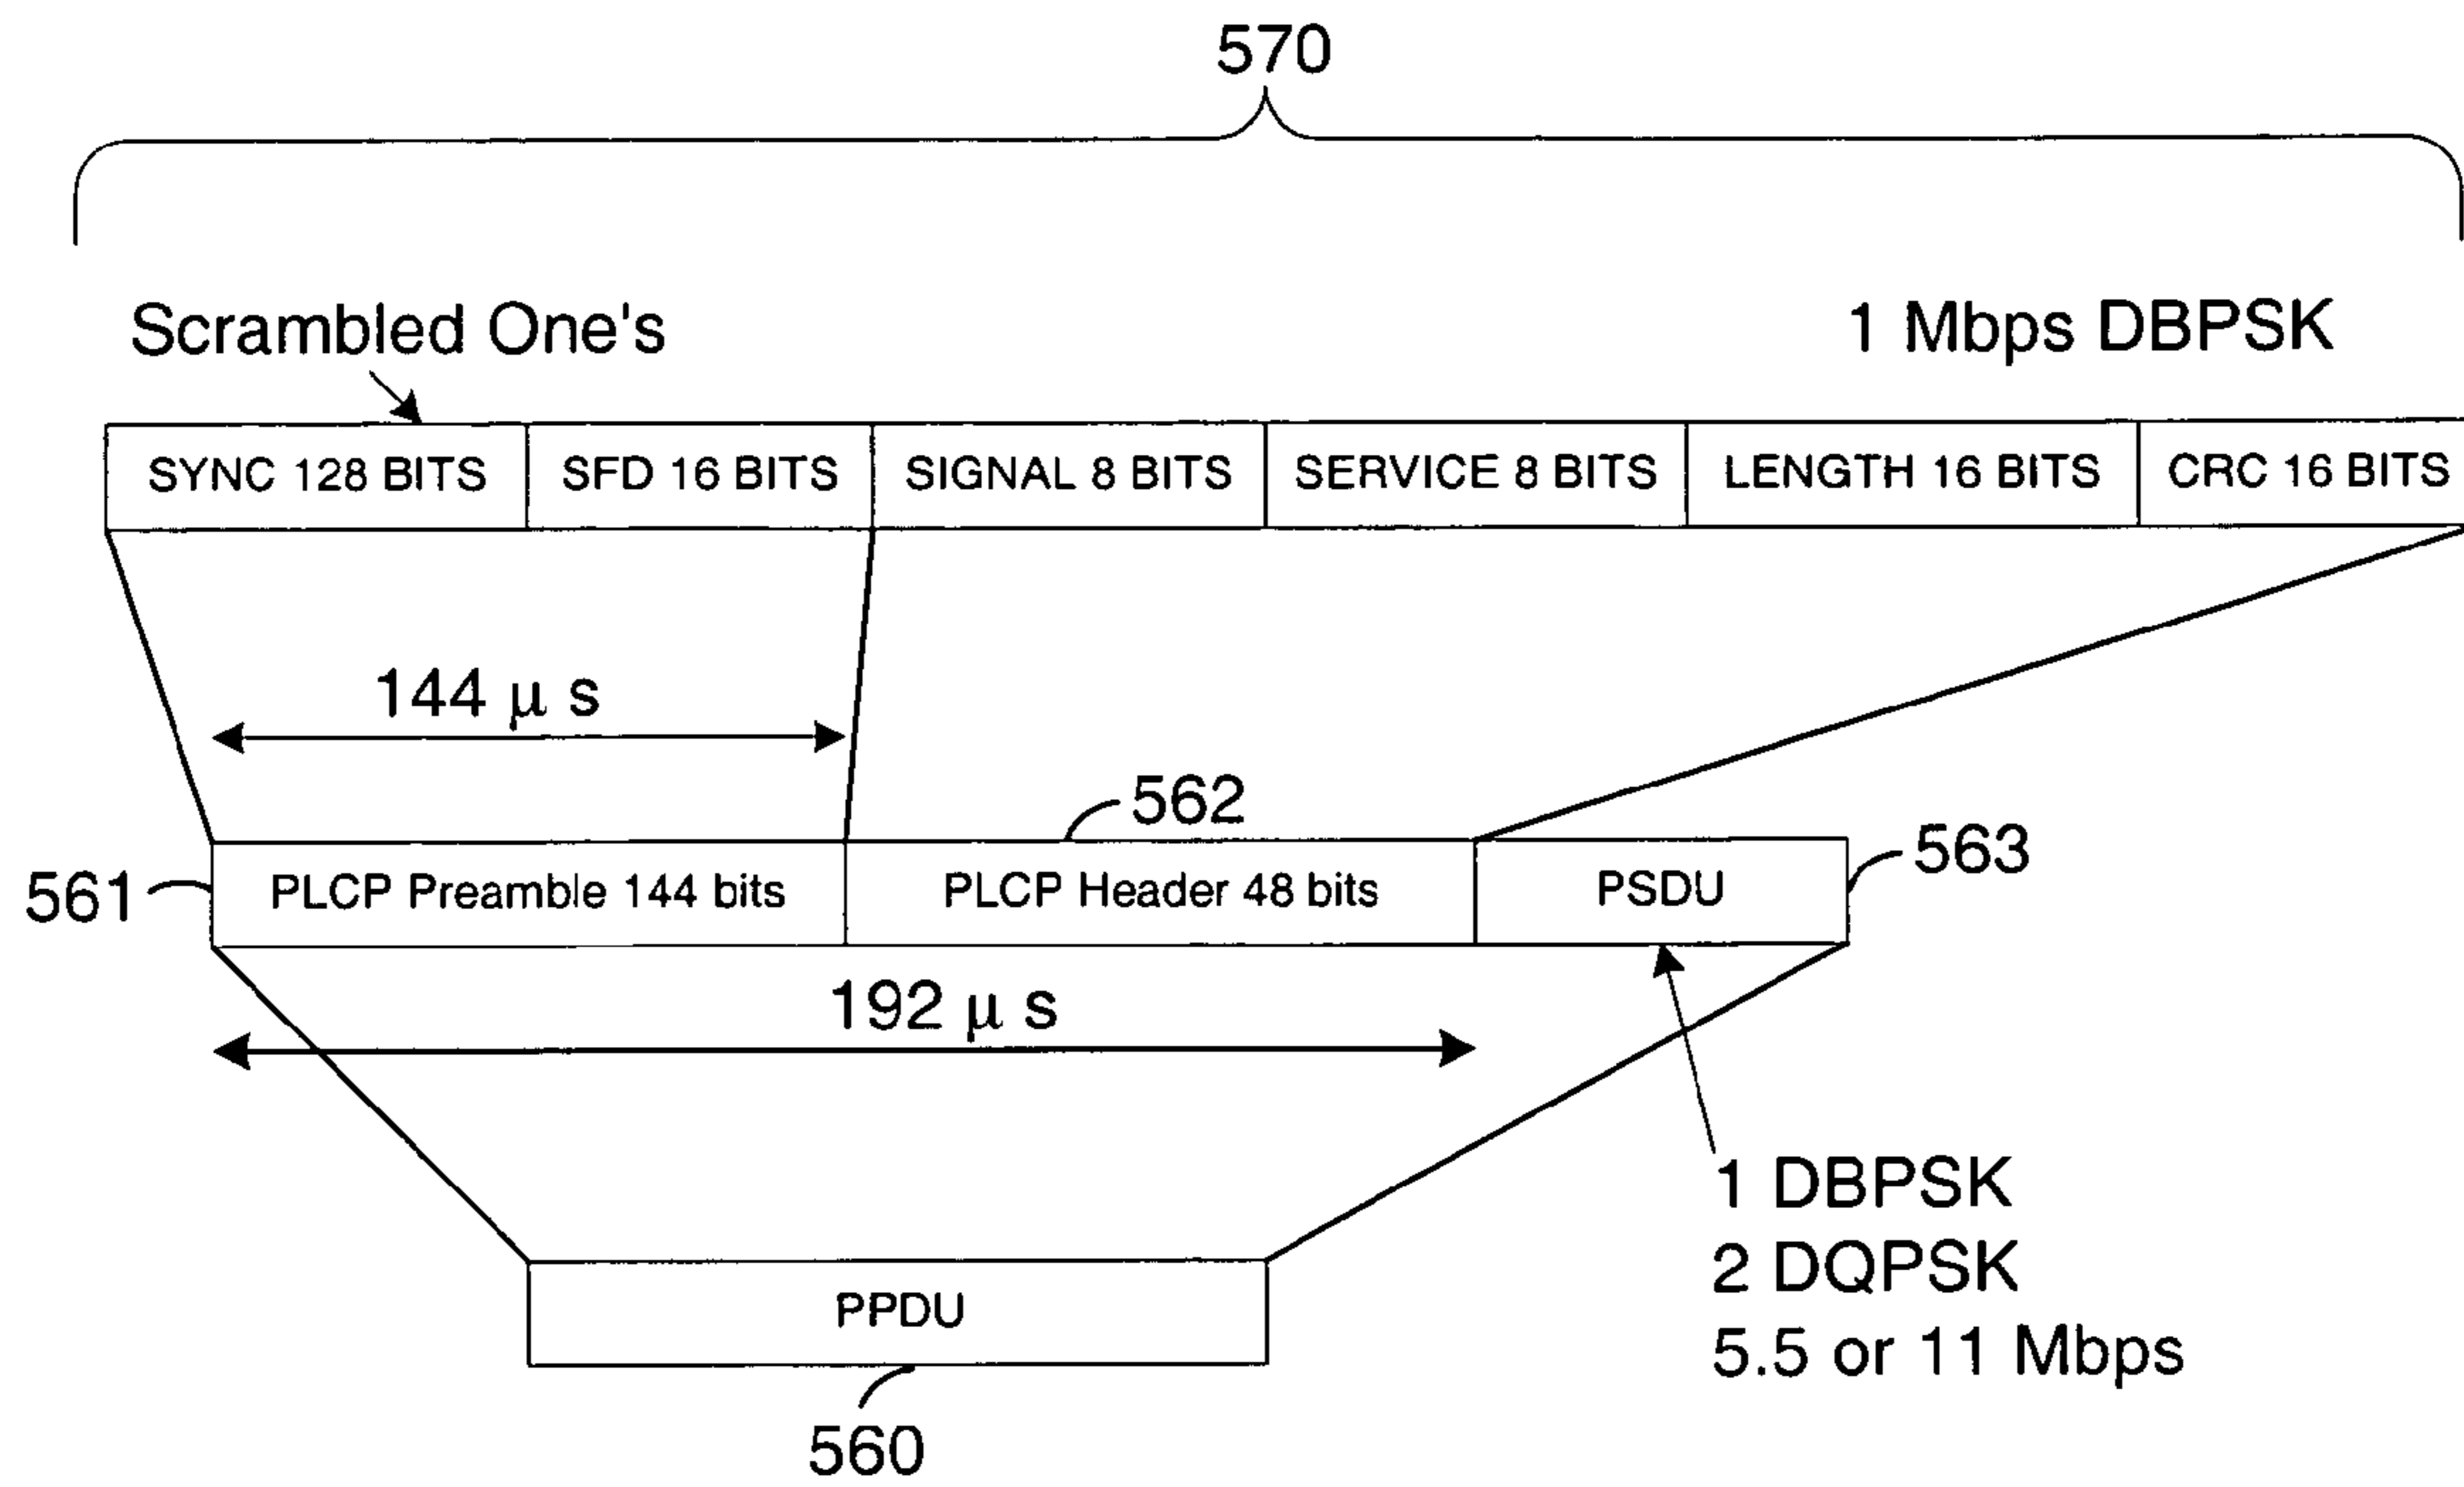 570
Scrambled One's
1 Mbps DBPSK
SYNC 128 BITS
SFD 16 BITS
SIGNAL 8 BITS
SERVICE 8 BITS
LENGTH 16 BITS
CRC 16 BITS
144 μ s
562
563
561
PLCP Preamble 144 bits
PLCP Header 48 bits
PSDU
192 μ s
1 DBPSK
2 DQPSK
5.5 or 11 Mbps
PPDU
560